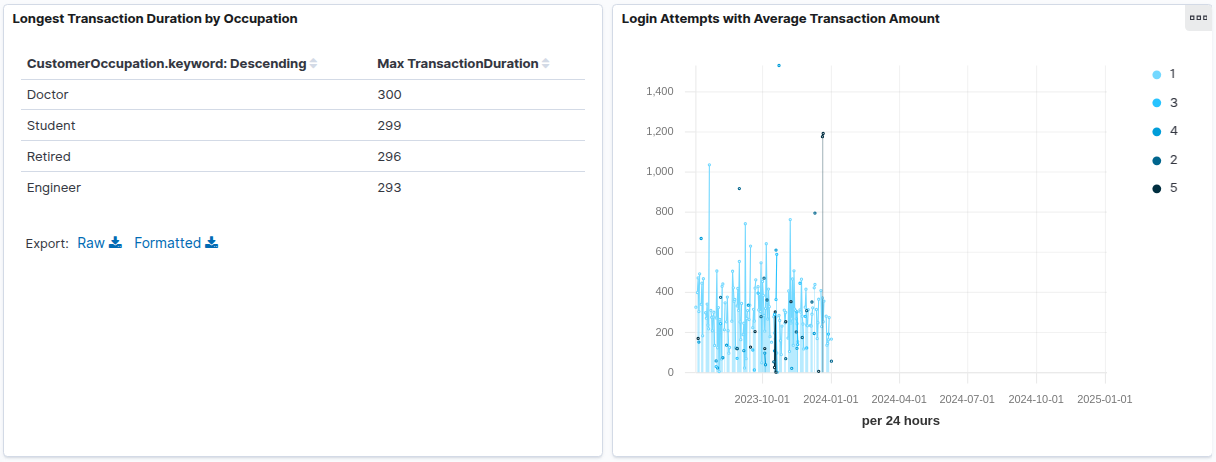 Longest Transaction Duration by Occupation
CustomerOccupation.keyword: Descending Max TransactionDuration
Doctor 300
Student 299
Retired 296
Engineer 293
Export: Raw Formatted
Login Attempts with Average Transaction Amount
1,400
1,200
1,000
800
600
400
200
0
2023-10-01 2024-01-01 2024-04-01 2024-07-01 2024-10-01 2025-01-01
per 24 hours
1
3
4
2
5